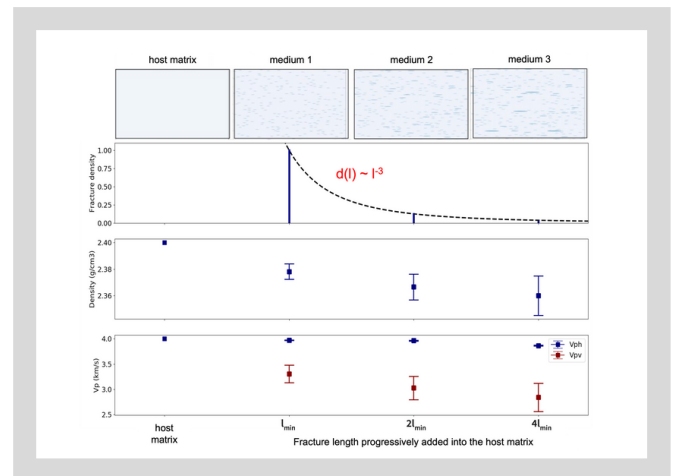 host matrix medium 1 medium 2 medium 3
Fracture density
1.00
0.75
0.50
0.25
0.00
d(l) ~ l⁻³
Density (g/cm3)
2.40
2.38
2.36
Vp (km/s)
4.0
3.5
3.0
2.5
Vph
Vpv
host
matrix
lmin 2lmin 4lmin
Fracture length progressively added into the host matrix